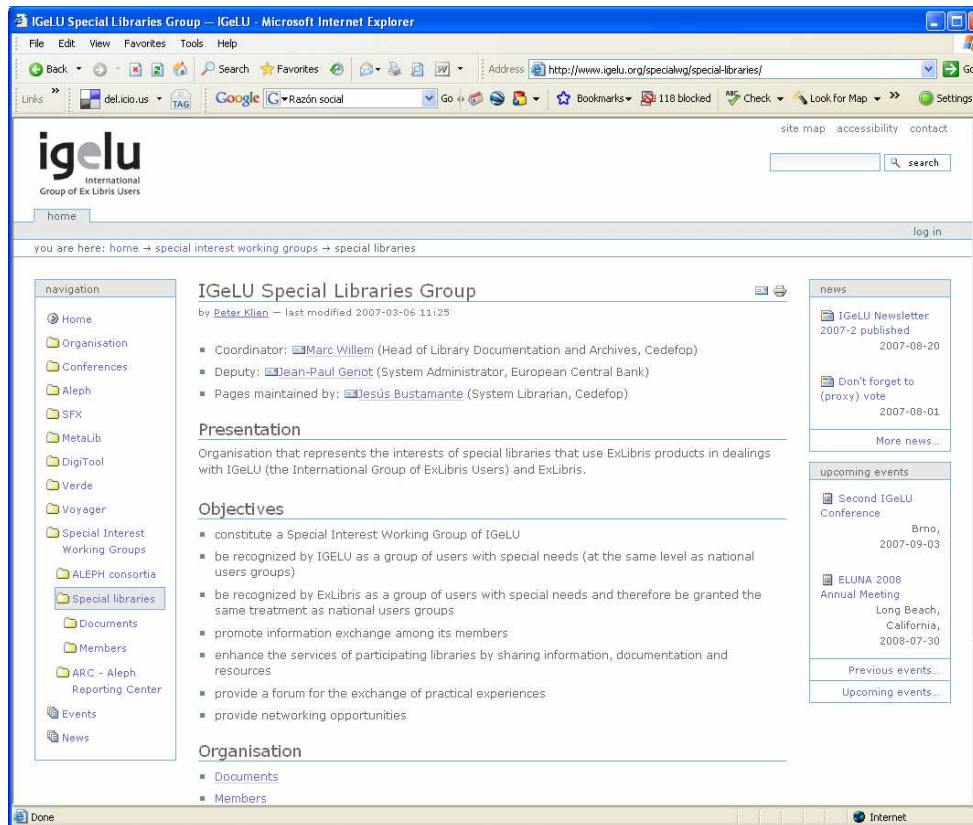 IGeLU Special Libraries Group — IGeLU - Microsoft Internet Explorer
File Edit View Favorites Tools Help
Back Search Favorites Address http://www.igelu.org/specialwg/special-libraries/ Go
Links » del.icio.us TAG Google G Razón social Go Bookmarks 118 blocked ABC Check Look for Map » Settings
site map accessibility contact
igelu
International
Group of Ex Libris Users
search
home
log in
you are here: home → special interest working groups → special libraries
navigation
Home
Organisation
Conferences
Aleph
SFX
MetaLib
DigiTool
Verde
Voyager
Special Interest
Working Groups
ALEPH consortia
Special libraries
Documents
Members
ARC - Aleph
Reporting Center
Events
News
IGeLU Special Libraries Group
by Peter Klien — last modified 2007-03-06 11:25
Coordinator: Marc Willem (Head of Library Documentation and Archives, Cedefop)
Deputy: Jean-Paul Genot (System Administrator, European Central Bank)
Pages maintained by: Jesús Bustamante (System Librarian, Cedefop)
Presentation
Organisation that represents the interests of special libraries that use ExLibris products in dealings
with IGeLU (the International Group of ExLibris Users) and ExLibris.
Objectives
constitute a Special Interest Working Group of IGeLU
be recognized by IGELU as a group of users with special needs (at the same level as national
users groups)
be recognized by ExLibris as a group of users with special needs and therefore be granted the
same treatment as national users groups
promote information exchange among its members
enhance the services of participating libraries by sharing information, documentation and
resources
provide a forum for the exchange of practical experiences
provide networking opportunities
Organisation
Documents
Members
news
IGeLU Newsletter
2007-2 published
2007-08-20
Don't forget to
(proxy) vote
2007-08-01
More news...
upcoming events
Second IGeLU
Conference
Brno,
2007-09-03
ELUNA 2008
Annual Meeting
Long Beach,
California,
2008-07-30
Previous events...
Upcoming events...
Done Internet